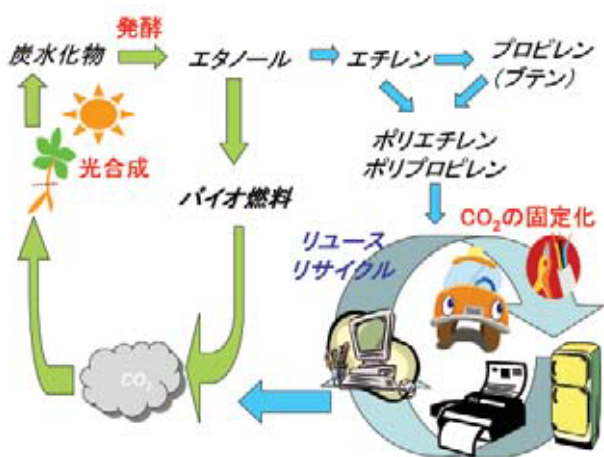 発酵
炭水化物
エタノール
エチレン
プロピレン
(ブテン)
光合成
ポリエチレン
ポリプロピレン
バイオ燃料
CO₂の固定化
リユース
リサイクル
CO₂